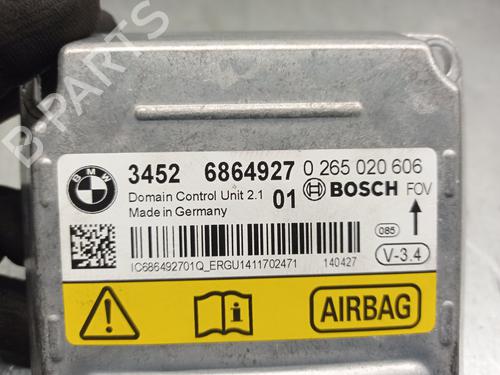 B-PARTS
BMW
3452 6864927 0 265 020 606
Domain Control Unit 2.1 01 BOSCH FOV
Made in Germany
085
V-3.4
IC686492701Q_ERGU1411702471 140427
AIRBAG